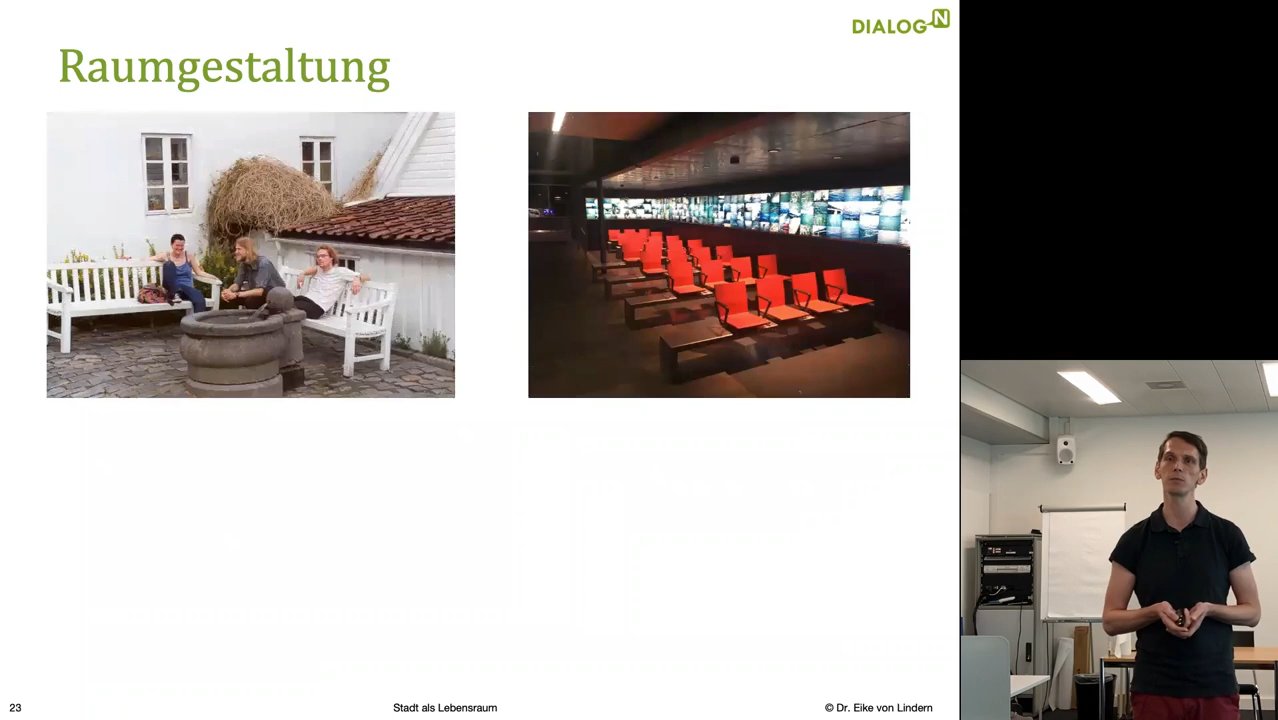 DIALOG N
Raumgestaltung
23
Stadt als Lebensraum
© Dr. Eike von Lindern